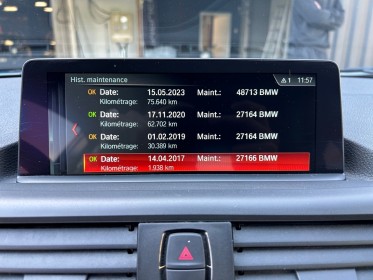 Hist. maintenance 1 11:57
OK Date: 15.05.2023 Maint.: 48713 BMW
Kilométrage: 75.640 km
OK Date: 17.11.2020 Maint.: 27164 BMW
Kilométrage: 62.702 km
OK Date: 01.02.2019 Maint.: 27164 BMW
Kilométrage: 30.389 km
OK Date: 14.04.2017 Maint.: 27166 BMW
Kilométrage: 1.938 km